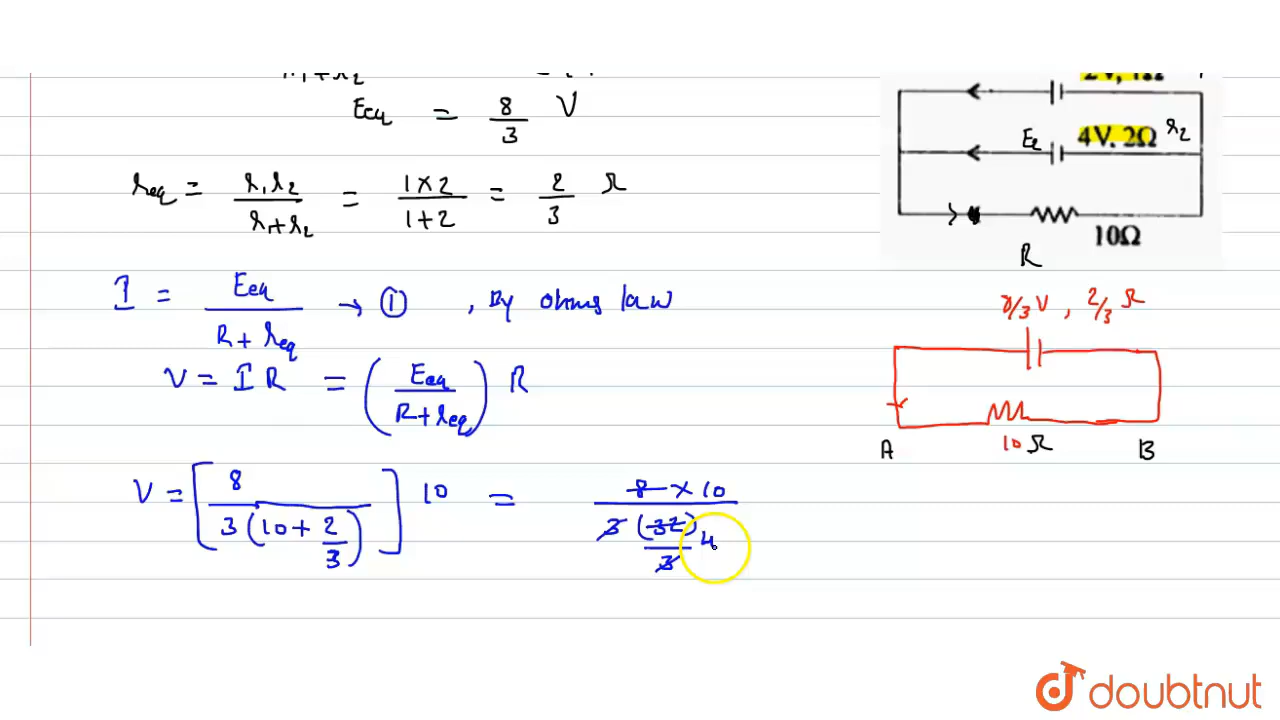 Eeq = 8/3 V
req = r₁r₂/r₁+r₂ = 1×2/1+2 = 2/3 Ω
I = Eeq/R+req → ① , By ohms law
V = IR = (Eeq/R+req) R
V = [8/3(10+2/3)] 10 = 8×10/3(32/3) 4
E₂ 4V, 2Ω r₂
10Ω
R
8/3 V , 2/3 Ω
10Ω
A B
doubtnut